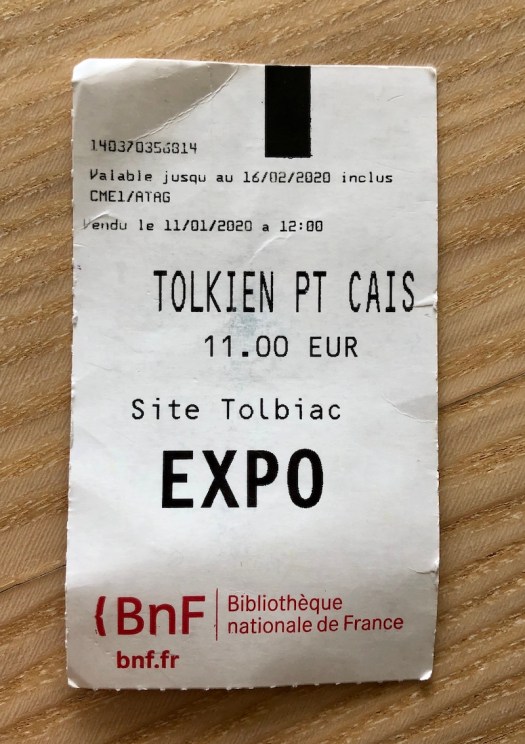 140370356814
Valable jusqu au 16/02/2020 inclus
CME1/ATAG
Vendu le 11/01/2020 a 12:00
TOLKIEN PT CAIS
11.00 EUR
Site Tolbiac
EXPO
{BnF
Bibliothèque
nationale de France
bnf.fr